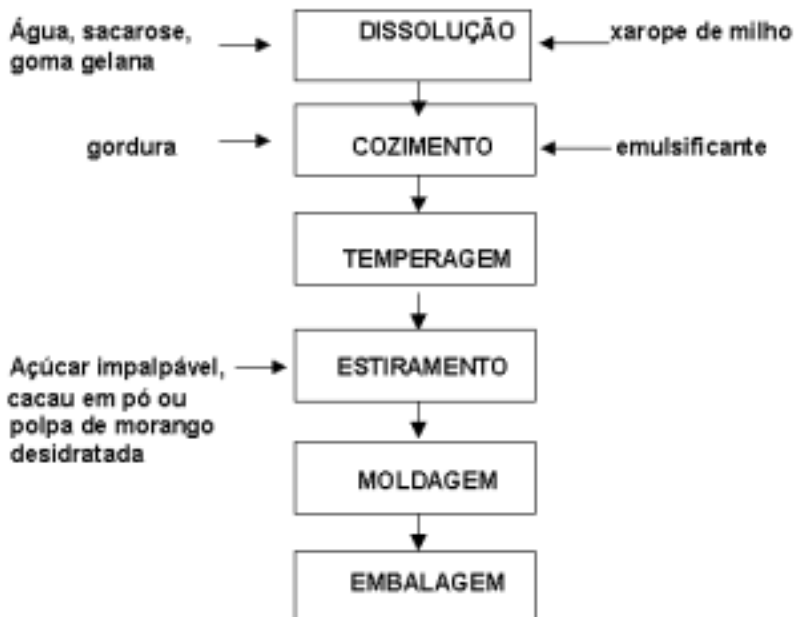 Água, sacarose,
goma gelana
DISSOLUÇÃO
xarope de milho
gordura
COZIMENTO
emulsificante
TEMPERAGEM
Açúcar impalpável,
cacau em pó ou
polpa de morango
desidratada
ESTIRAMENTO
MOLDAGEM
EMBALAGEM